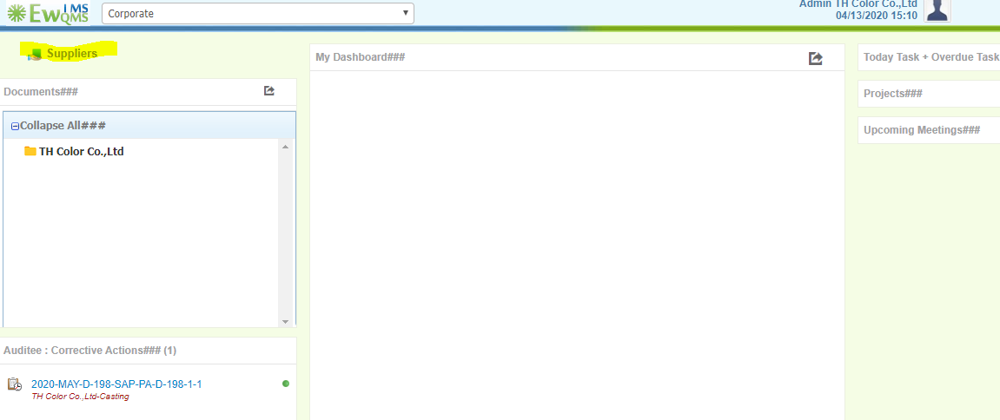 EwQMS LMS
Corporate
Admin TH Color Co.,Ltd
04/13/2020 15:10
Suppliers
Documents###
Collapse All###
TH Color Co.,Ltd
Auditee : Corrective Actions### (1)
2020-MAY-D-198-SAP-PA-D-198-1-1
TH Color Co.,Ltd-Casting
My Dashboard###
Today Task + Overdue Task
Projects###
Upcoming Meetings###